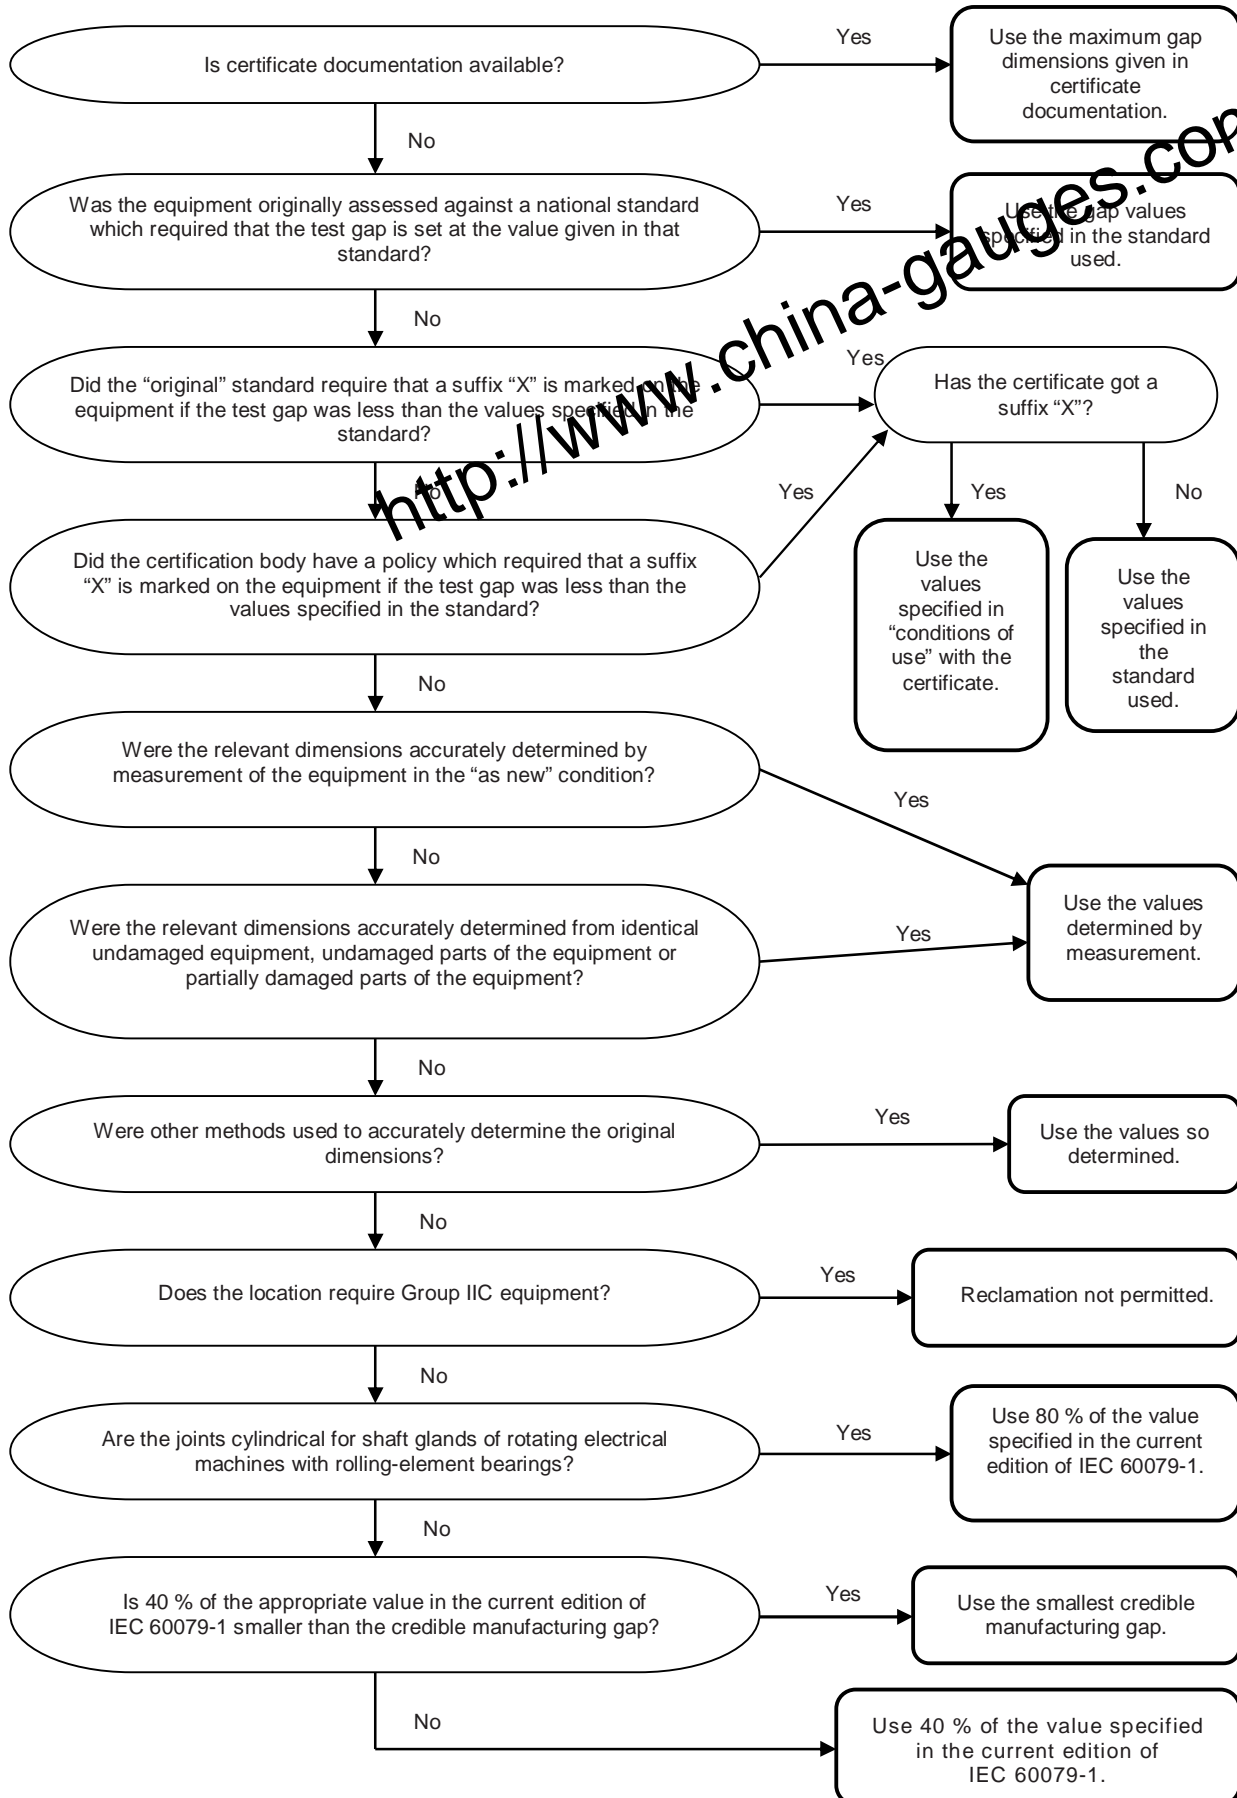 Is certificate documentation available?
Yes
Use the maximum gap
dimensions given in
certificate
documentation.
No
Was the equipment originally assessed against a national standard
which required that the test gap is set at the value given in that
standard?
Yes
Use the gap values
specified in the standard
used.
No
Did the “original” standard require that a suffix “X” is marked on the
equipment if the test gap was less than the values specified in the
standard?
Yes
Has the certificate got a
suffix “X”?
No
Yes
Yes
No
Did the certification body have a policy which required that a suffix
“X” is marked on the equipment if the test gap was less than the
values specified in the standard?
Use the
values
specified in
“conditions of
use” with the
certificate.
Use the
values
specified in
the
standard
used.
No
Were the relevant dimensions accurately determined by
measurement of the equipment in the “as new” condition?
Yes
No
Were the relevant dimensions accurately determined from identical
undamaged equipment, undamaged parts of the equipment or
partially damaged parts of the equipment?
Yes
Use the values
determined by
measurement.
No
Were other methods used to accurately determine the original
dimensions?
Yes
Use the values so
determined.
No
Does the location require Group IIC equipment?
Yes
Reclamation not permitted.
No
Are the joints cylindrical for shaft glands of rotating electrical
machines with rolling-element bearings?
Yes
Use 80 % of the value
specified in the current
edition of IEC 60079-1.
No
Is 40 % of the appropriate value in the current edition of
IEC 60079-1 smaller than the credible manufacturing gap?
Yes
Use the smallest credible
manufacturing gap.
No
Use 40 % of the value specified
in the current edition of
IEC 60079-1.
http://www.china-gauges.com